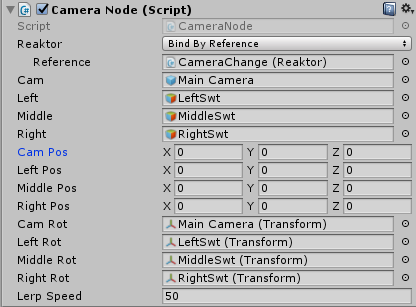 Camera Node (Script)
Script CameraNode
Reaktor Bind By Reference
Reference CameraChange (Reaktor)
Cam Main Camera
Left LeftSwt
Middle MiddleSwt
Right RightSwt
Cam Pos X 0 Y 0 Z 0
Left Pos X 0 Y 0 Z 0
Middle Pos X 0 Y 0 Z 0
Right Pos X 0 Y 0 Z 0
Cam Rot Main Camera (Transform)
Left Rot LeftSwt (Transform)
Middle Rot MiddleSwt (Transform)
Right Rot RightSwt (Transform)
Lerp Speed 50